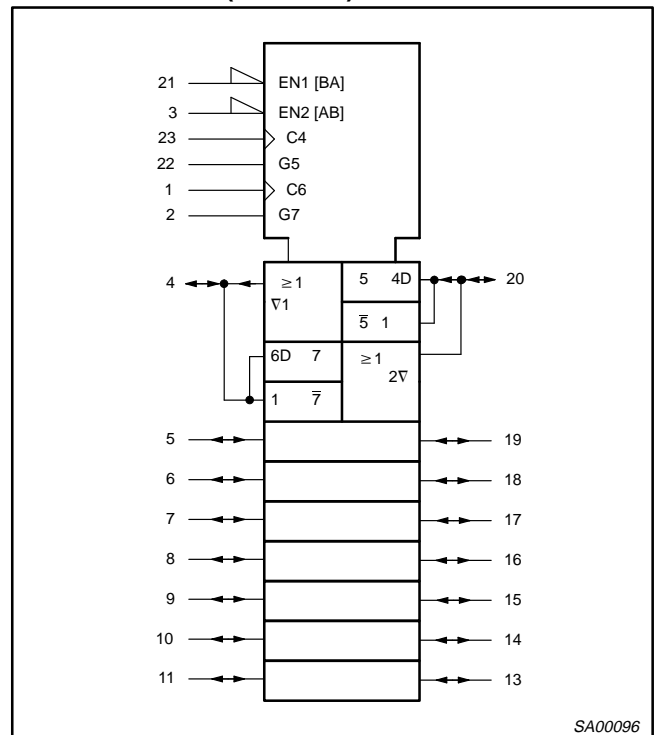 21 EN1 [BA]
3 EN2 [AB]
23 C4
22 G5
1 C6
2 G7
4 ≥1 5 4D 20
∇1
5̅ 1
6D 7 ≥1
2∇
1 7̅
5 19
6 18
7 17
8 16
9 15
10 14
11 13
SA00096